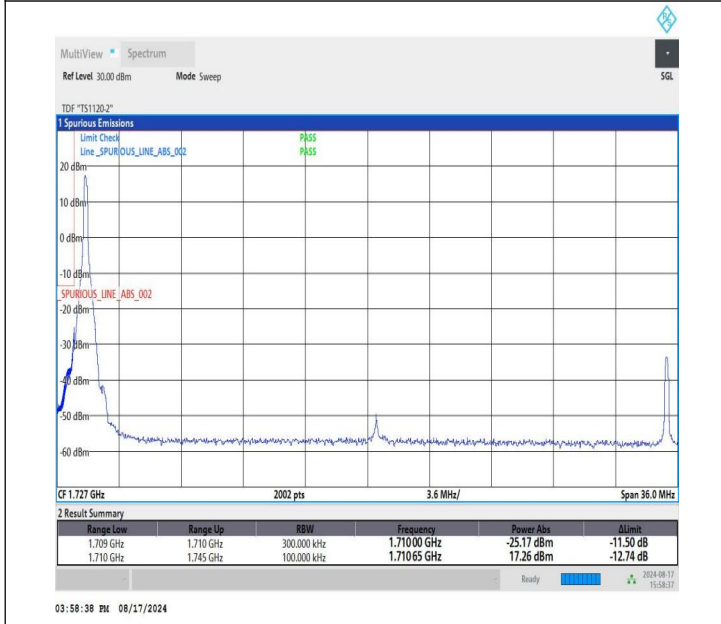 MultiView Spectrum
Ref Level 30.00 dBm Mode Sweep SGL
TDF "TS1120-2"
1 Spurious Emissions
Limit Check PASS
Line _SPURIOUS_LINE_ABS_002 PASS
20 dBm
10 dBm
0 dBm
-10 dBm
_SPURIOUS_LINE_ABS_002
-20 dBm
-30 dBm
-40 dBm
-50 dBm
-60 dBm
CF 1.727 GHz 2002 pts 3.6 MHz/ Span 36.0 MHz
2 Result Summary
Range Low Range Up RBW Frequency Power Abs ΔLimit
1.709 GHz 1.710 GHz 300.000 kHz 1.71000 GHz -25.17 dBm -11.50 dB
1.710 GHz 1.745 GHz 100.000 kHz 1.71065 GHz 17.26 dBm -12.74 dB
Ready 2024-08-17
15:58:37
03:58:38 PM 08/17/2024